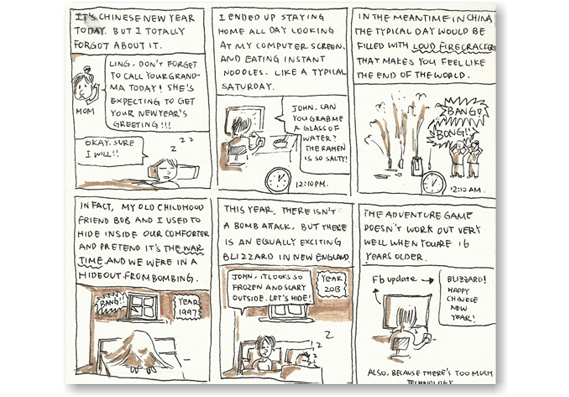 IT'S CHINESE NEW YEAR
TODAY. BUT I TOTALLY
FORGOT ABOUT IT.
LING, DON'T FORGET
TO CALL YOUR GRAND-
MA TODAY! SHE'S
EXPECTING TO GET
YOUR NEW YEAR'S
GREETING!!!
MOM
OKAY. SURE
I WILL!!
z z z
I ENDED UP STAYING
HOME ALL DAY LOOKING
AT MY COMPUTER SCREEN.
AND EATING INSTANT
NOODLES. LIKE A TYPICAL
SATURDAY.
JOHN, CAN
YOU GRAB ME
A GLASS OF
WATER?
THE RAMEN
IS SO SALTY!
12:10 PM.
IN THE MEANTIME IN CHINA
THE TYPICAL DAY WOULD BE
FILLED WITH LOUD FIRECRACKERS
THAT MAKES YOU FEEL LIKE
THE END OF THE WORLD.
BANG!!
BONG!!
12:10 AM.
IN FACT, MY OLD CHILDHOOD
FRIEND BOB AND I USED TO
HIDE INSIDE OUR COMFORTER
AND PRETEND IT'S THE WAR
TIME AND WE WERE IN A
HIDEOUT FROM BOMBING.
BANG!!
YEAR
1997
THIS YEAR, THERE ISN'T
A BOMB ATTACK. BUT THERE
IS AN EQUALLY EXCITING
BLIZZARD IN NEW ENGLAND
JOHN, IT LOOKS SO
FROZEN AND SCARY
OUTSIDE. LET'S HIDE!
YEAR
2013
z z z
THE ADVENTURE GAME
DOESN'T WORK OUT VERY
WELL WHEN YOU'RE 16
YEARS OLDER.
Fb update
BLIZZARD!
HAPPY
CHINESE
NEW
YEAR!
ALSO, BECAUSE THERE'S TOO MUCH
TECHNOLOGY